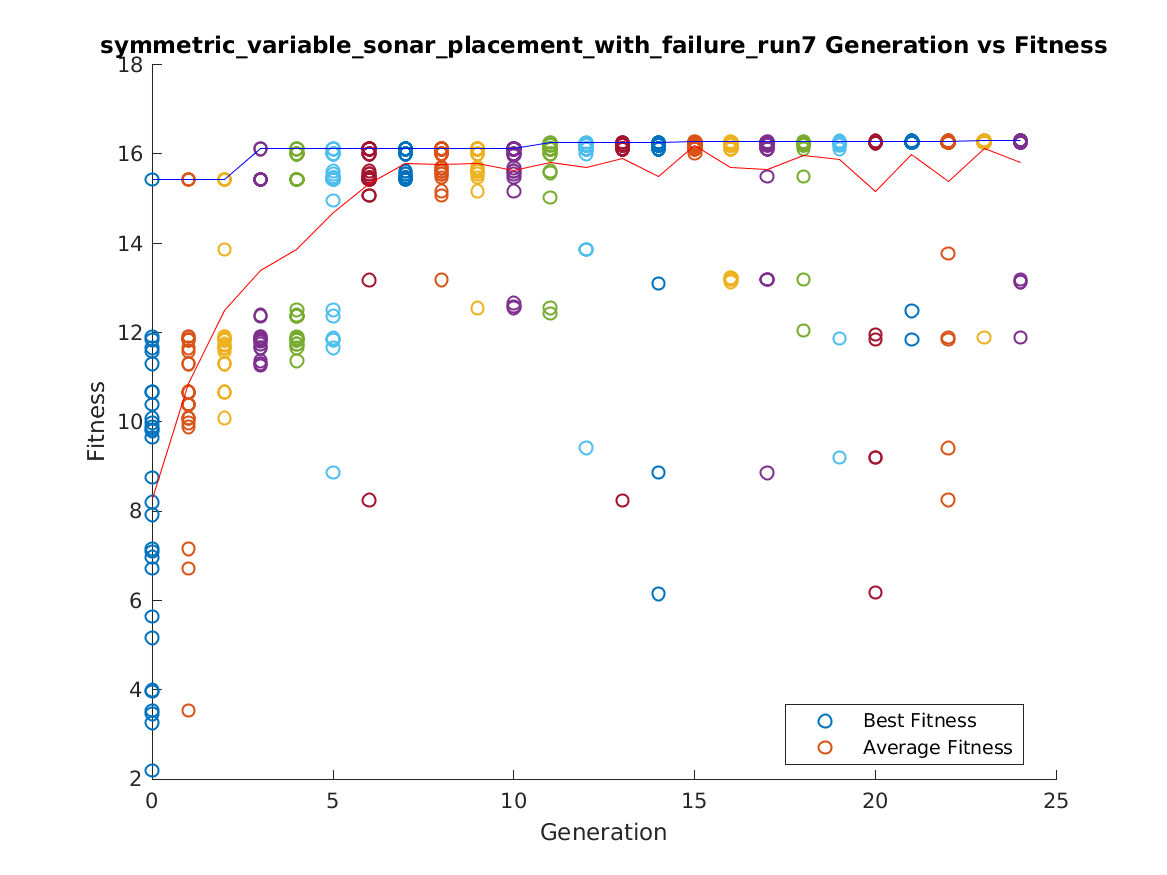 symmetric_variable_sonar_placement_with_failure_run7 Generation vs Fitness
18
16
14
12
10
8
6
4
2
Fitness
0 5 10 15 20 25
Generation
Best Fitness
Average Fitness